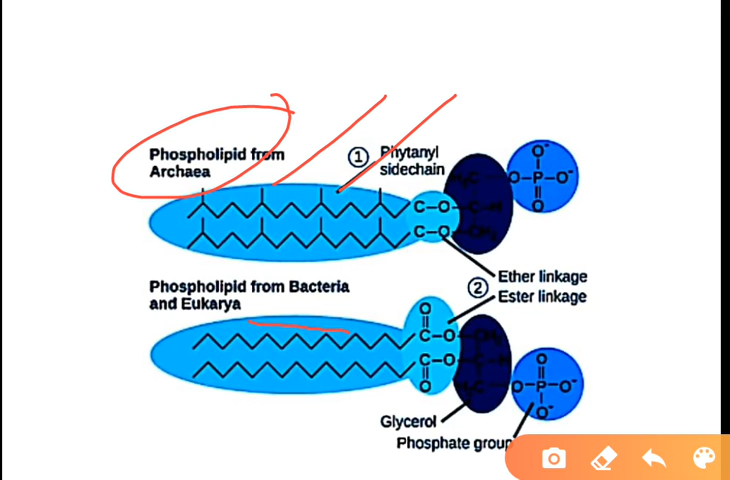 Phospholipid from
Archaea
1
Phytanyl
sidechain
O⁻
O–P–O⁻
O
C–O
C–H
C–O
Ether linkage
2
Ester linkage
Phospholipid from Bacteria
and Eukarya
O
C–O
C–O
O
O
O–P–O⁻
O⁻
Glycerol
Phosphate group